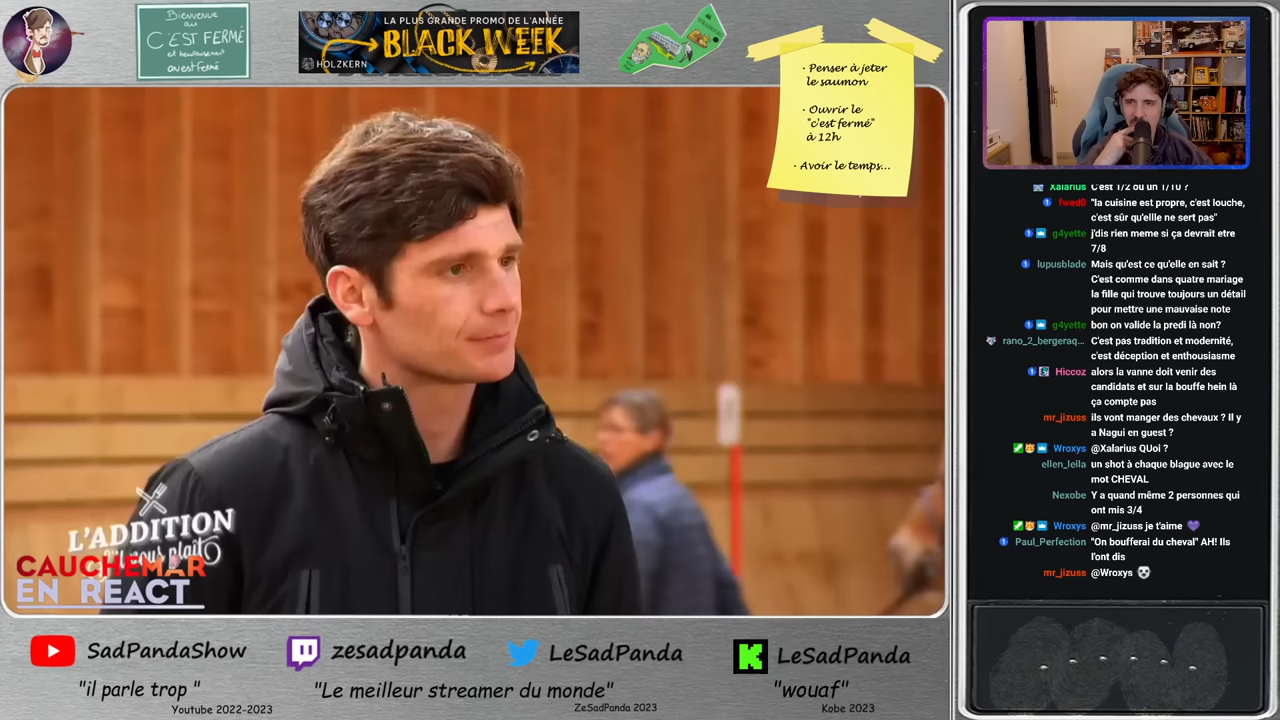 Bienvenue
au
C'EST FERMÉ
et heureusement
on est fermé
LA PLUS GRANDE PROMO DE L'ANNÉE
BLACK WEEK
HOLZKERN
· Penser à jeter
le saumon
· Ouvrir le
"c'est fermé"
à 12h
· Avoir le temps...
L'ADDITION
s'il nous plaît
CAUCHEMAR
EN REACT
Xalarius C'est 1/2 ou un 1/10 ?
fwed0 "la cuisine est propre, c'est louche,
c'est sûr qu'ellle ne sert pas"
g4yette j'dis rien meme si ça devrait etre
7/8
lupusblade Mais qu'est ce qu'elle en sait ?
C'est comme dans quatre mariage
la fille qui trouve toujours un détail
pour mettre une mauvaise note
g4yette bon on valide la predi là non?
rano_2_bergeraq... C'est pas tradition et modernité,
c'est déception et enthousiasme
Hiccoz alors la vanne doit venir des
candidats et sur la bouffe hein là
ça compte pas
mr_jizuss ils vont manger des chevaux ? Il y
a Nagui en guest ?
Wroxys @Xalarius QUoi ?
ellen_leila un shot à chaque blague avec le
mot CHEVAL
Nexobe Y a quand même 2 personnes qui
ont mis 3/4
Wroxys @mr_jizuss je t'aime
Paul_Perfection "On boufferai du cheval" AH! Ils
l'ont dis
mr_jizuss @Wroxys
SadPandaShow
"il parle trop "
Youtube 2022-2023
zesadpanda
"Le meilleur streamer du monde"
ZeSadPanda 2023
LeSadPanda
LeSadPanda
"wouaf"
Kobe 2023